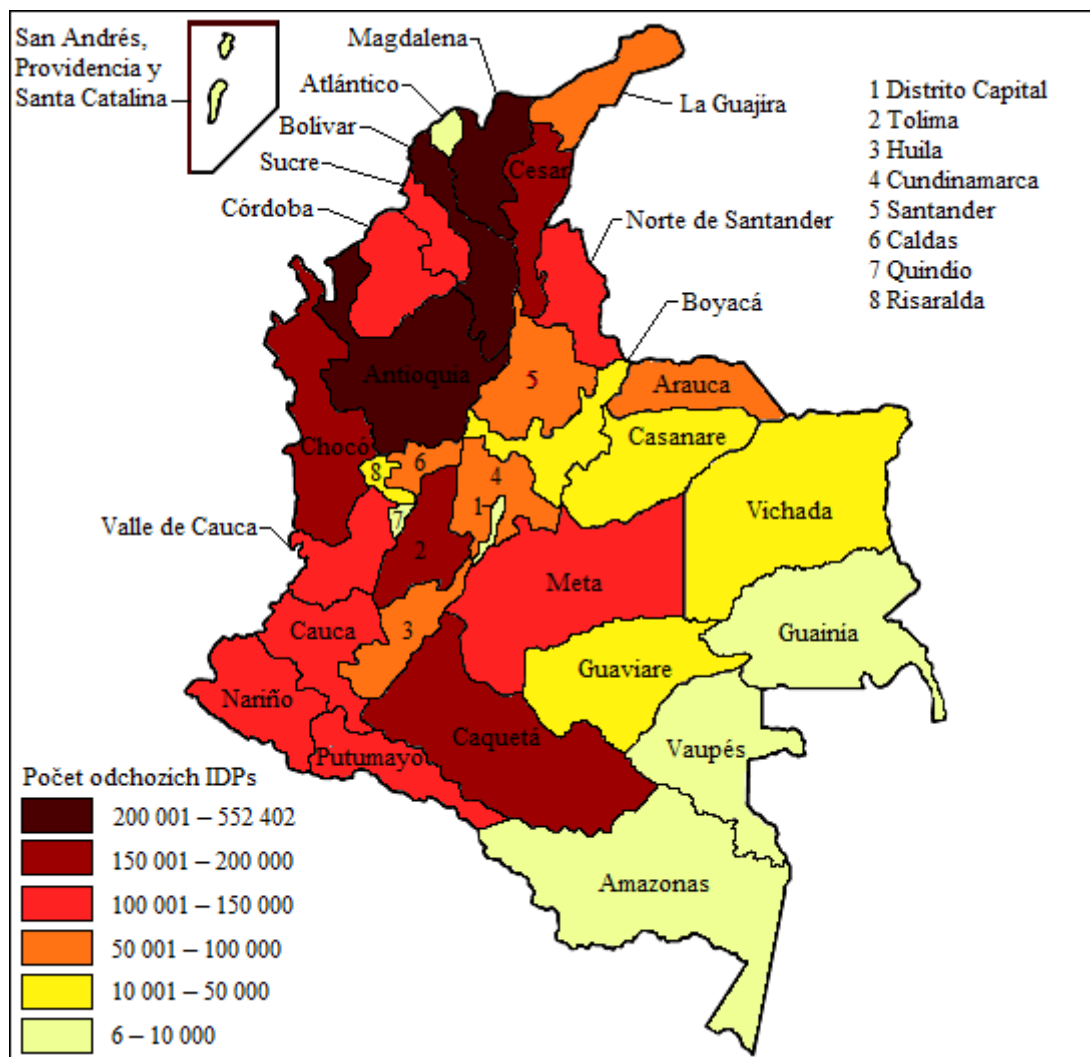 San Andrés,
Providencia y
Santa Catalina
Magdalena
Atlántico
Bolivar
Sucre
Córdoba
La Guajira
Cesar
Norte de Santander
Boyacá
1 Distrito Capital
2 Tolima
3 Huila
4 Cundinamarca
5 Santander
6 Caldas
7 Quindío
8 Risaralda
Antioquia
5
Arauca
Chocó
Casanare
8
6
4
1
7
2
Vichada
Valle de Cauca
Meta
Cauca
3
Guainía
Guaviare
Nariño
Caquetá
Vaupés
Putumayo
Amazonas
Počet odchozích IDPs
200 001 – 552 402
150 001 – 200 000
100 001 – 150 000
50 001 – 100 000
10 001 – 50 000
6 – 10 000